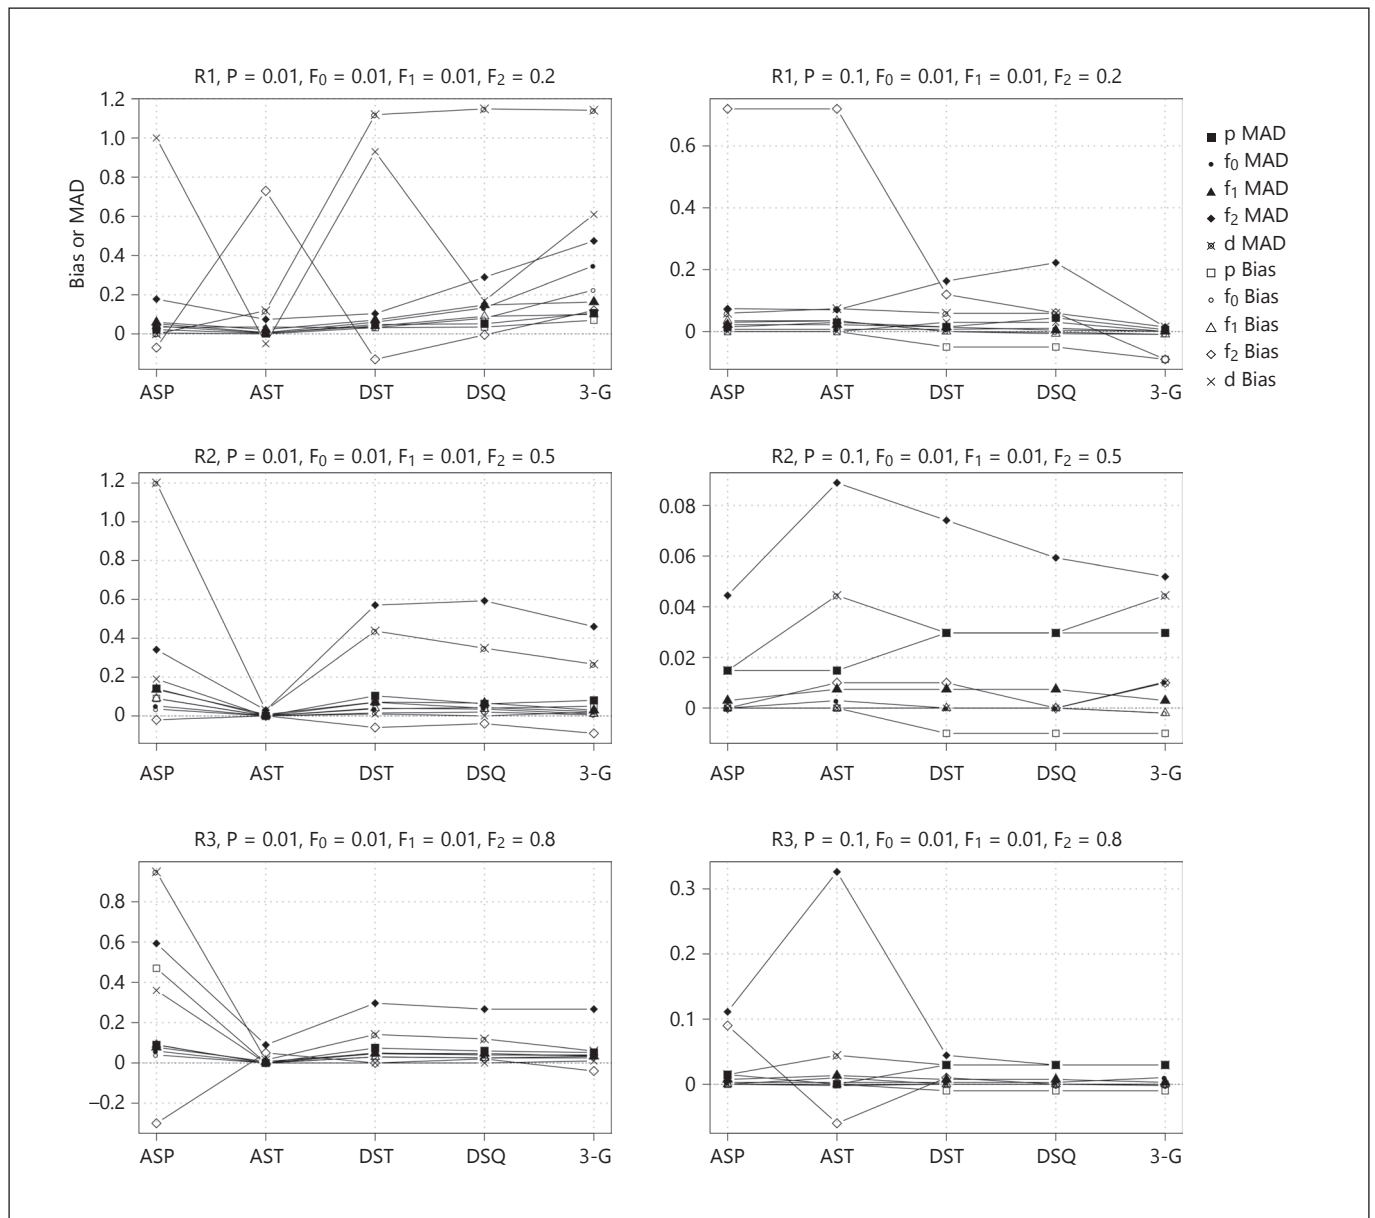 R1, P = 0.01, F0 = 0.01, F1 = 0.01, F2 = 0.2
Bias or MAD
1.2
1.0
0.8
0.6
0.4
0.2
0
ASP AST DST DSQ 3-G
R1, P = 0.1, F0 = 0.01, F1 = 0.01, F2 = 0.2
0.6
0.4
0.2
0
ASP AST DST DSQ 3-G
p MAD
f0 MAD
f1 MAD
f2 MAD
d MAD
p Bias
f0 Bias
f1 Bias
f2 Bias
d Bias
R2, P = 0.01, F0 = 0.01, F1 = 0.01, F2 = 0.5
1.2
1.0
0.8
0.6
0.4
0.2
0
ASP AST DST DSQ 3-G
R2, P = 0.1, F0 = 0.01, F1 = 0.01, F2 = 0.5
0.08
0.06
0.04
0.02
0
ASP AST DST DSQ 3-G
R3, P = 0.01, F0 = 0.01, F1 = 0.01, F2 = 0.8
0.8
0.6
0.4
0.2
0
–0.2
ASP AST DST DSQ 3-G
R3, P = 0.1, F0 = 0.01, F1 = 0.01, F2 = 0.8
0.3
0.2
0.1
0
ASP AST DST DSQ 3-G